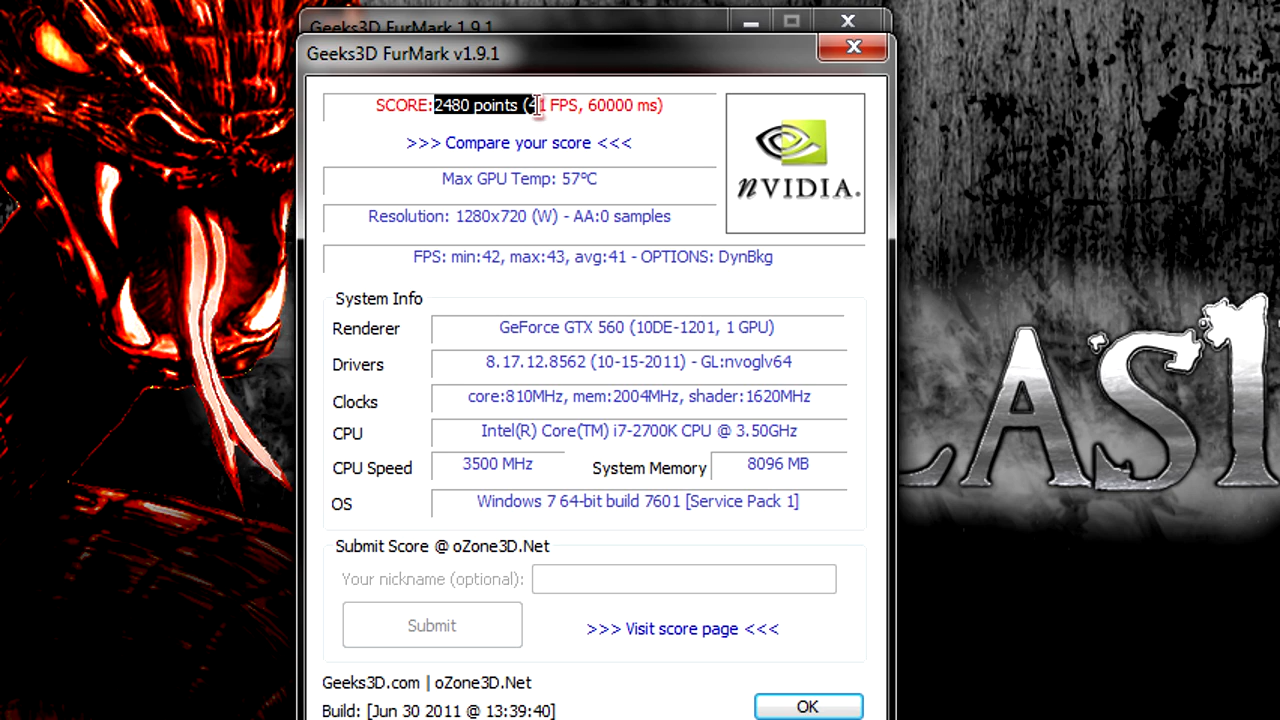 Geeks3D FurMark 1.9.1
Geeks3D FurMark v1.9.1
SCORE:2480 points (41 FPS, 60000 ms)
>>> Compare your score <<<
Max GPU Temp: 57°C
Resolution: 1280x720 (W) - AA:0 samples
nVIDIA.
FPS: min:42, max:43, avg:41 - OPTIONS: DynBkg
System Info
Renderer GeForce GTX 560 (10DE-1201, 1 GPU)
Drivers 8.17.12.8562 (10-15-2011) - GL:nvoglv64
Clocks core:810MHz, mem:2004MHz, shader:1620MHz
CPU Intel(R) Core(TM) i7-2700K CPU @ 3.50GHz
CPU Speed 3500 MHz System Memory 8096 MB
OS Windows 7 64-bit build 7601 [Service Pack 1]
Submit Score @ oZone3D.Net
Your nickname (optional):
Submit >>> Visit score page <<<
Geeks3D.com | oZone3D.Net
Build: [Jun 30 2011 @ 13:39:40]
OK